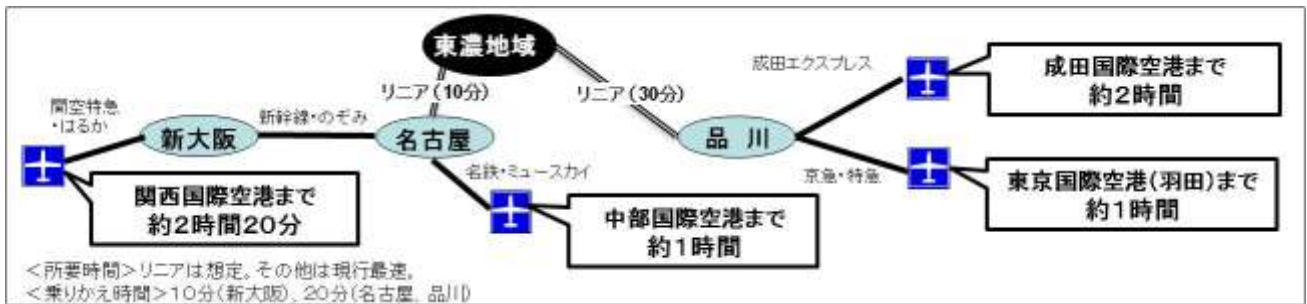 東濃地域
リニア(10分)
リニア(30分)
成田エクスプレス
成田国際空港まで
約2時間
関空特急
・はるか
新大阪
新幹線・のぞみ
名古屋
品川
名鉄・ミュースカイ
京急・特急
東京国際空港(羽田)まで
約1時間
関西国際空港まで
約2時間20分
中部国際空港まで
約1時間
<所要時間>リニアは想定。その他は現行最速。
<乗りかえ時間>10分(新大阪)、20分(名古屋、品川)